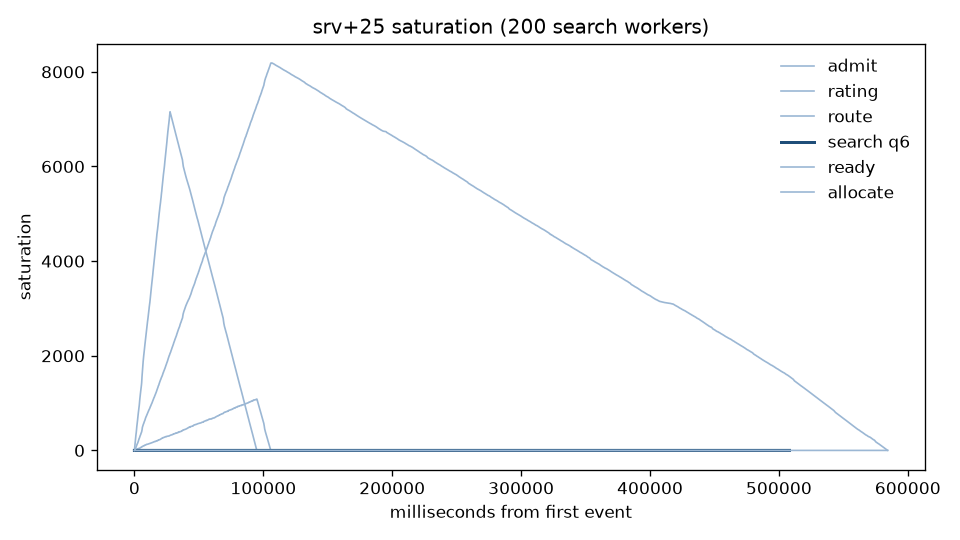 srv+25 saturation (200 search workers)
saturation
8000
6000
4000
2000
0
admit
rating
route
search q6
ready
allocate
0 100000 200000 300000 400000 500000 600000
milliseconds from first event